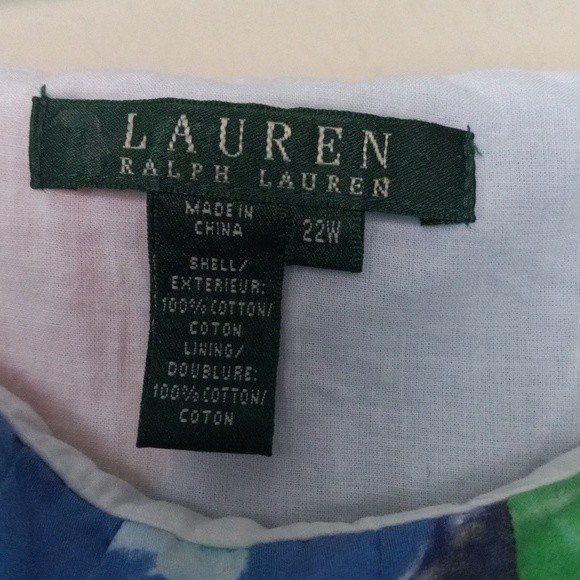 LAUREN
RALPH LAUREN
MADE IN
CHINA
22W
SHELL/
EXTERIEUR:
100% COTTON/
COTON
LINING/
DOUBLURE:
100% COTTON/
COTON